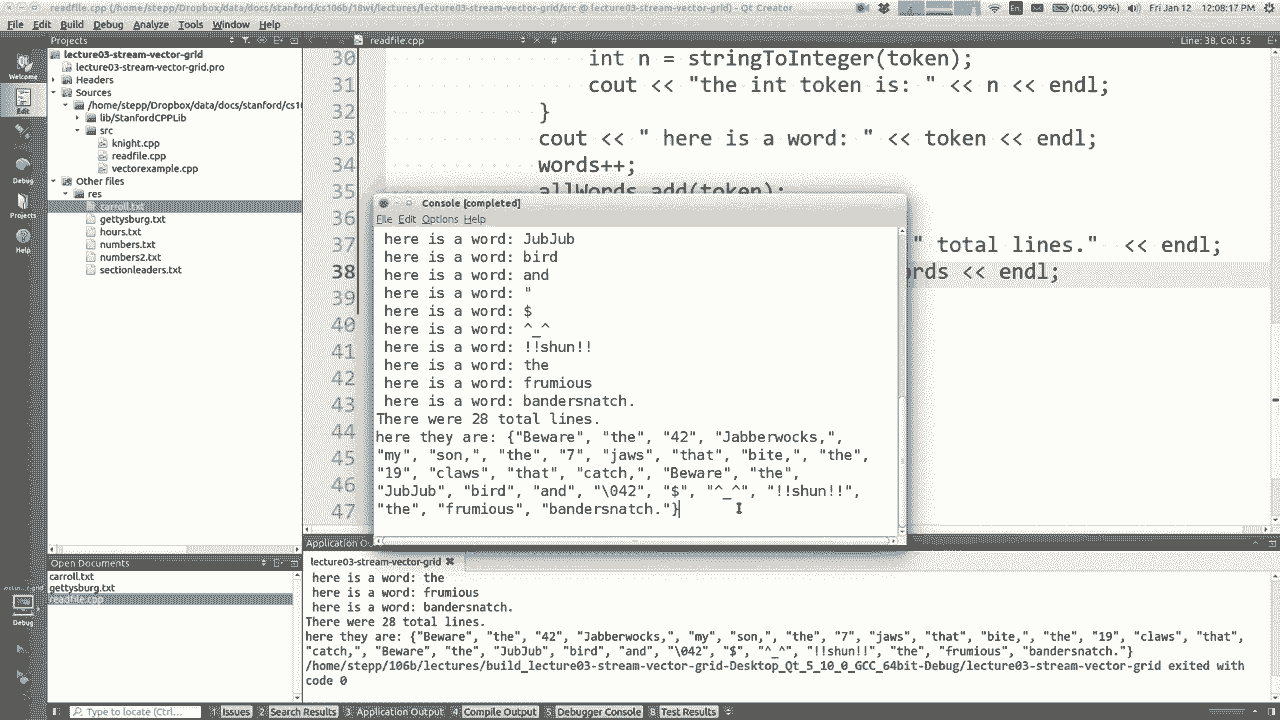 readfile.cpp (/home/stepp/Dropbox/data/docs/stanford/cs106b/18wi/lectures/lecture03-stream-vector-grid/src @ lecture03-stream-vector-grid) - Qt Creator
En
(0:06, 99%)
Fri Jan 12 12:08:17 PM
File Edit Build Debug Analyze Tools Window Help
Projects
readfile.cpp
#
Line: 38, Col: 55
Welcome
Edit
Debug
Projects
Help
lecture03-stream-vector-grid
lecture03-stream-vector-grid.pro
Headers
Sources
/home/stepp/Dropbox/data/docs/stanford/cs10
lib/StanfordCPPLib
src
knight.cpp
readfile.cpp
vectorexample.cpp
Other files
res
carroll.txt
gettysburg.txt
hours.txt
numbers.txt
numbers2.txt
sectionleaders.txt
30 int n = stringToInteger(token);
31 cout << "the int token is: " << n << endl;
32 }
33 cout << " here is a word: " << token << endl;
34 words++;
35 allWords.add(token);
36
37 " total lines." << endl;
38 rds << endl;
39
40
41
42
43
44
45
46
47
Console [completed]
File Edit Options Help
here is a word: JubJub
here is a word: bird
here is a word: and
here is a word: "
here is a word: $
here is a word: ^_^
here is a word: !!shun!!
here is a word: the
here is a word: frumious
here is a word: bandersnatch.
There were 28 total lines.
here they are: {"Beware", "the", "42", "Jabberwocks,",
"my", "son,", "the", "7", "jaws", "that", "bite,", "the",
"19", "claws", "that", "catch,", "Beware", "the",
"JubJub", "bird", "and", "\042", "$", "^_^", "!!shun!!",
"the", "frumious", "bandersnatch."}
Open Documents
carroll.txt
gettysburg.txt
readfile.cpp
Debug
Application O
lecture03-stream-vector-grid
here is a word: the
here is a word: frumious
here is a word: bandersnatch.
There were 28 total lines.
here they are: {"Beware", "the", "42", "Jabberwocks,", "my", "son,", "the", "7", "jaws", "that", "bite,", "the", "19", "claws", "that",
"catch,", "Beware", "the", "JubJub", "bird", "and", "\042", "$", "^_^", "!!shun!!", "the", "frumious", "bandersnatch."}
/home/stepp/106b/lectures/build_lecture03-stream-vector-grid-Desktop_Qt_5_10_0_GCC_64bit-Debug/lecture03-stream-vector-grid exited with
code 0
Type to locate (Ctrl...
1 Issues 2 Search Results 3 Application Output 4 Compile Output 5 Debugger Console 8 Test Results